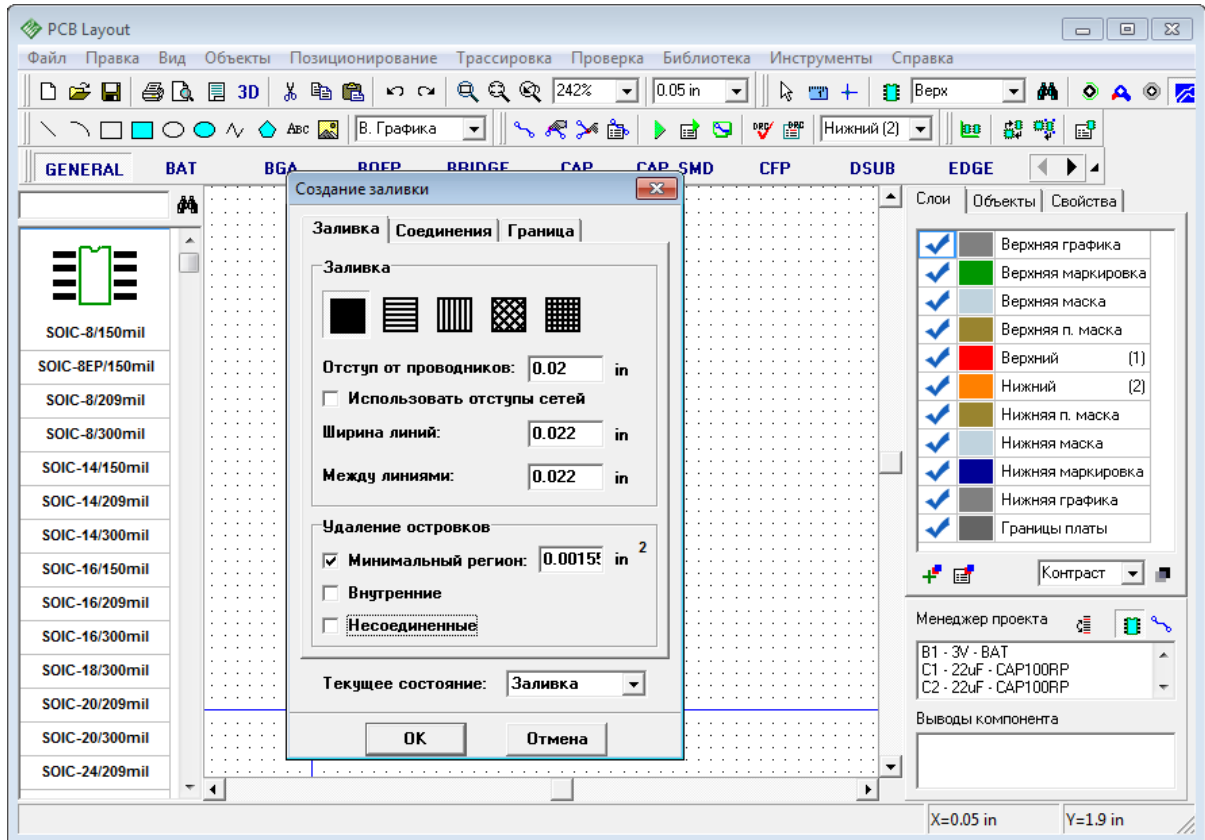 PCB Layout
Файл Правка Вид Объекты Позиционирование Трассировка Проверка Библиотека Инструменты Справка
3D 242% 0.05 in Верх
ABC В. Графика DRC DRC Нижний (2)
GENERAL BAT BGA BQFP BRIDGE CAP CAP_SMD CFP DSUB EDGE
SOIC-8/150mil
SOIC-8EP/150mil
SOIC-8/209mil
SOIC-8/300mil
SOIC-14/150mil
SOIC-14/209mil
SOIC-14/300mil
SOIC-16/150mil
SOIC-16/209mil
SOIC-16/300mil
SOIC-18/300mil
SOIC-20/209mil
SOIC-20/300mil
SOIC-24/209mil
Создание заливки
Заливка Соединения Граница
Заливка
Отступ от проводников: 0.02 in
Использовать отступы сетей
Ширина линий: 0.022 in
Между линиями: 0.022 in
Удаление островков
Минимальный регион: 0.00155 in 2
Внутренние
Несоединенные
Текущее состояние: Заливка
OK Отмена
Слои Объекты Свойства
Верхняя графика
Верхняя маркировка
Верхняя маска
Верхняя п. маска
Верхний (1)
Нижний (2)
Нижняя п. маска
Нижняя маска
Нижняя маркировка
Нижняя графика
Границы платы
Контраст
Менеджер проекта
B1 - 3V - BAT
C1 - 22uF - CAP100RP
C2 - 22uF - CAP100RP
Выводы компонента
X=0.05 in Y=1.9 in